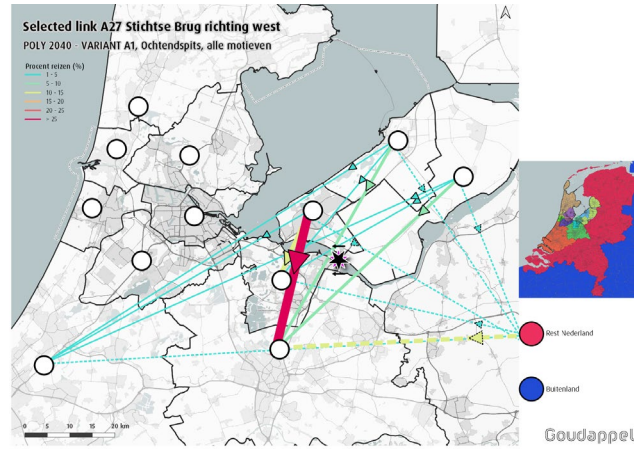 Selected link A27 Stichtse Brug richting west
POLY 2040 - VARIANT A1, Ochtendspits, alle motieven
Procent reizen (%)
1 - 5
5 - 10
10 - 15
15 - 20
20 - 25
> 25
Rest Nederland
Buitenland
0 5 10 15 20 km
Goudappel